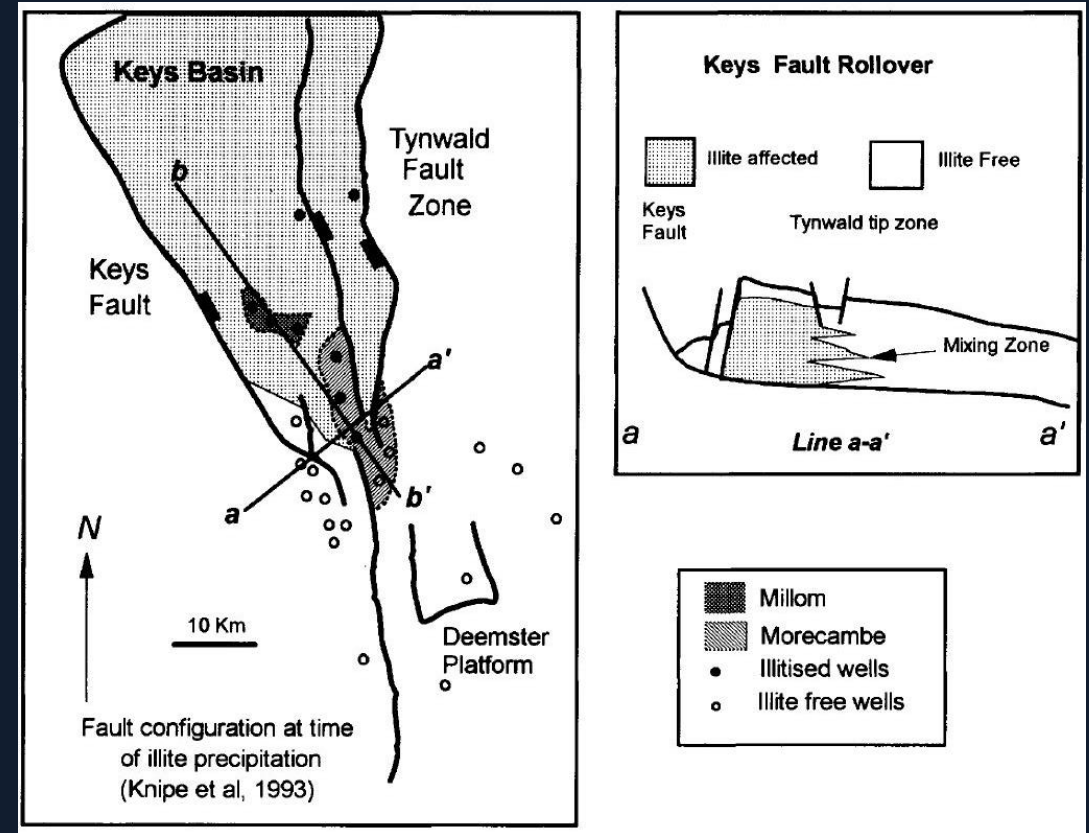 Keys Basin
b
Tynwald
Fault
Zone
Keys
Fault
a'
b'
a
N
10 Km
Deemster
Platform
Fault configuration at time
of illite precipitation
(Knipe et al, 1993)
Keys Fault Rollover
Illite affected
Illite Free
Keys
Fault
Tynwald tip zone
Mixing Zone
a
Line a-a'
a'
Millom
Morecambe
Illitised wells
Illite free wells